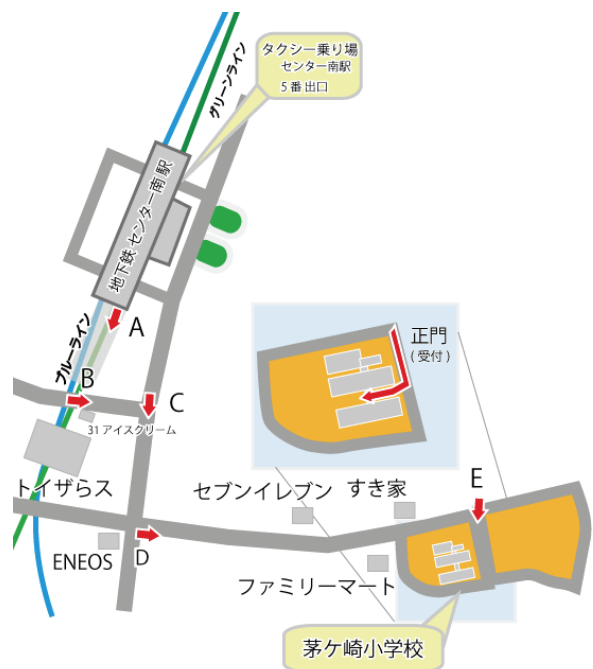 タクシー乗り場
センター南駅
5番出口
グリーンライン
地下鉄 センター南 駅
ブルーライン
A
B
C
31 アイスクリーム
トイザらス
正門
(受付)
E
セブンイレブン
すき家
ENEOS
D
ファミリーマート
茅ケ崎小学校